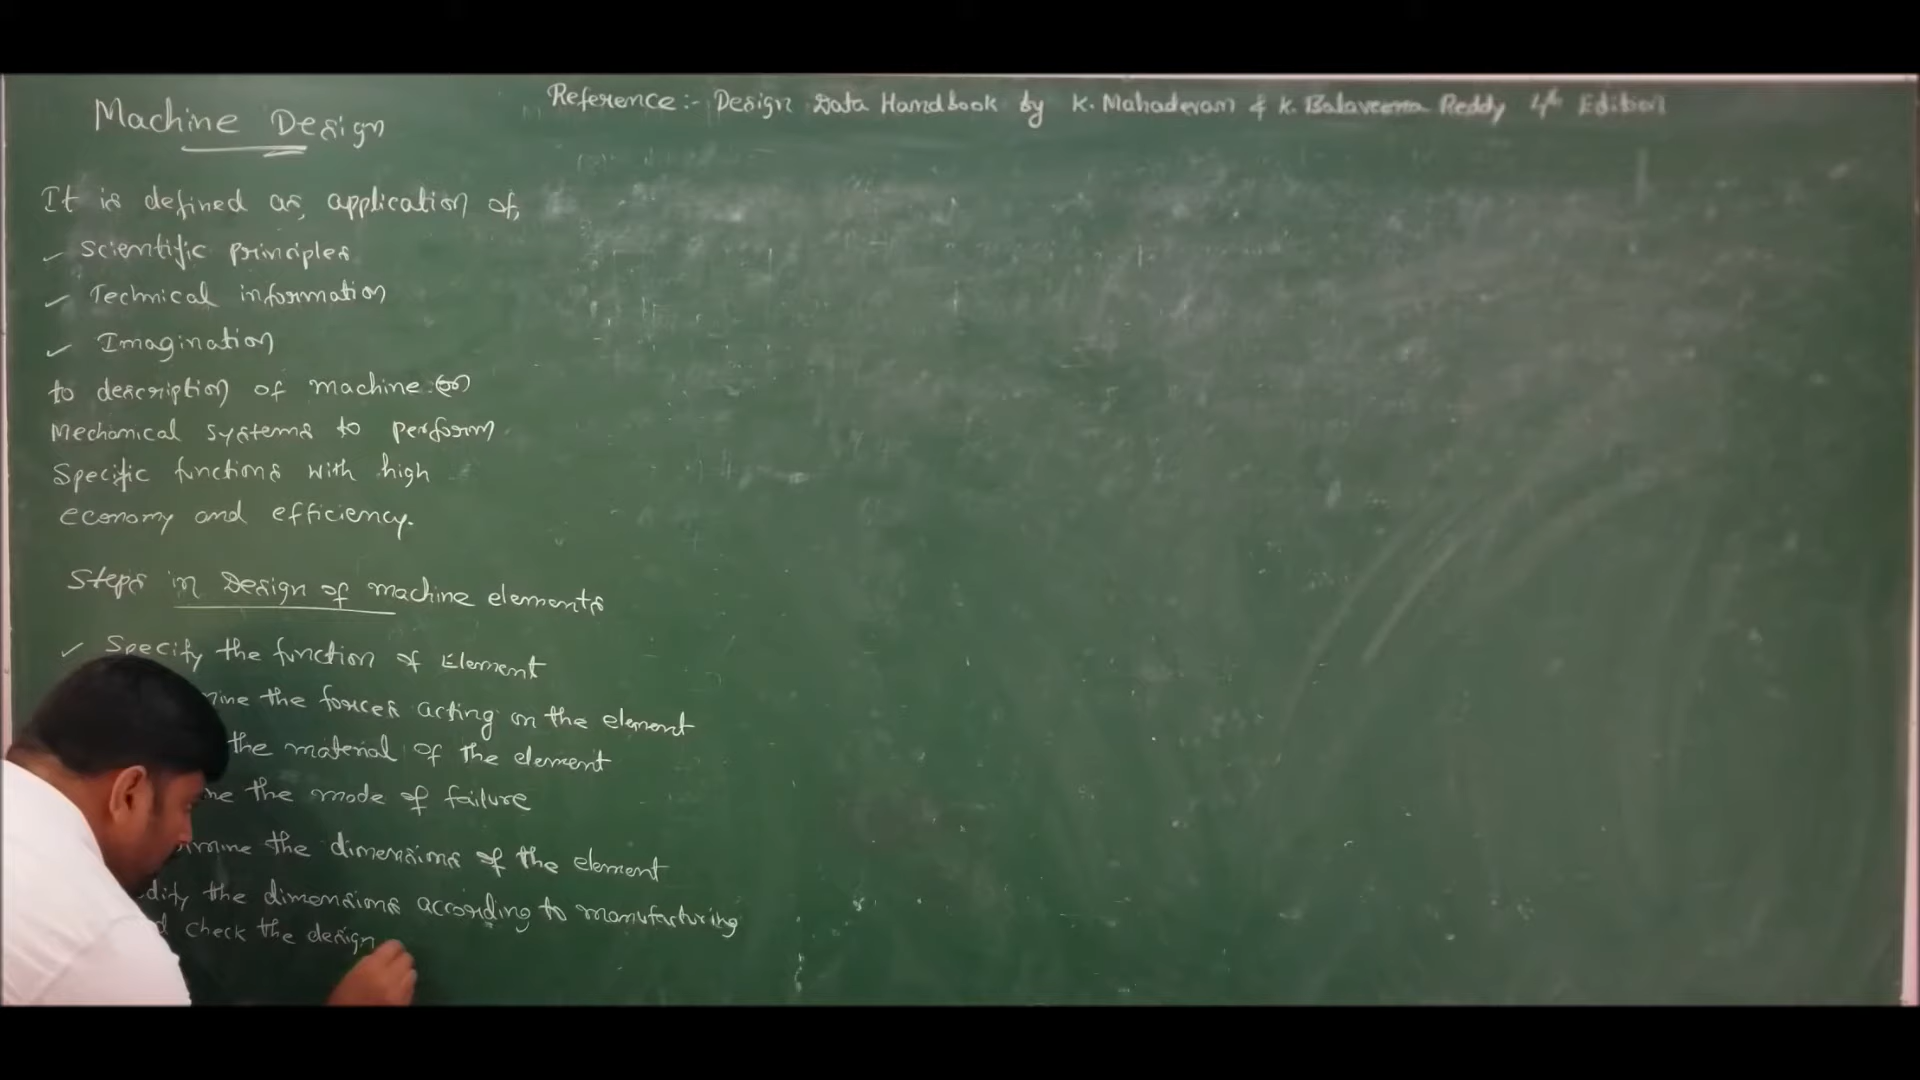 Machine Design
Reference:- Design Data Handbook by K. Mahadevan & K. Balaveera Reddy 4th Edition
It is defined as, application of,
✓ Scientific principles
✓ Technical information
✓ Imagination
to description of machine (or)
Mechanical systems to perform
Specific functions with high
economy and efficiency.
Steps in Design of machine elements
✓ Specify the function of Element
the forces acting on the element
the material of the element
the mode of failure
the dimensions of the element
the dimensions according to manufacturing
check the design